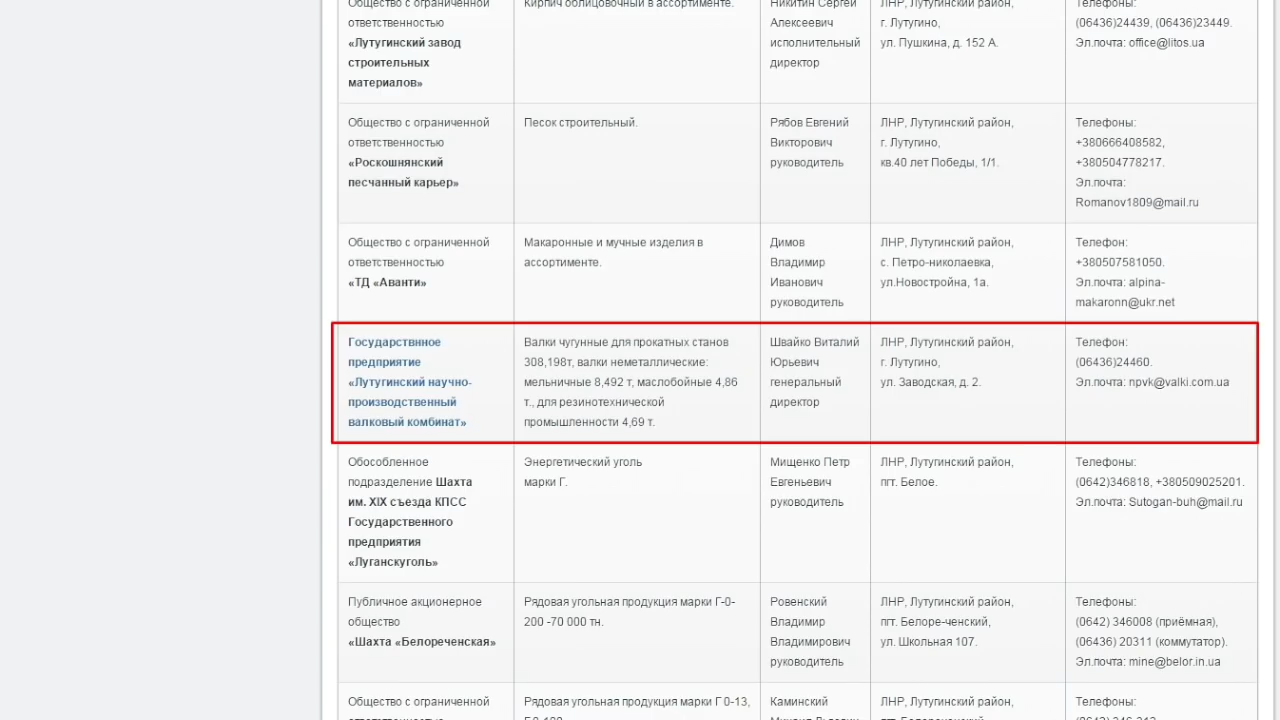 Общество с ограниченной
ответственностью
«Лутугинский завод
строительных
материалов»
Кирпич облицовочный в ассортименте.
Никитин Сергей
Алексеевич
исполнительный
директор
ЛНР, Лутугинский район,
г. Лутугино,
ул. Пушкина, д. 152 А.
Телефоны:
(06436)24439, (06436)23449.
Эл.почта: office@litos.ua
Общество с ограниченной
ответственностью
«Роскошнянский
песчанный карьер»
Песок строительный.
Рябов Евгений
Викторович
руководитель
ЛНР, Лутугинский район,
г. Лутугино,
кв.40 лет Победы, 1/1.
Телефоны:
+380666408582,
+380504778217.
Эл.почта:
Romanov1809@mail.ru
Общество с ограниченной
ответственностью
«ТД «Аванти»
Макаронные и мучные изделия в
ассортименте.
Димов
Владимир
Иванович
руководитель
ЛНР, Лутугинский район,
с. Петро-николаевка,
ул.Новостройна, 1а.
Телефон:
+380507581050.
Эл.почта: alpina-
makaronn@ukr.net
Государствнное
предприятие
«Лутугинский научно-
производственный
валковый комбинат»
Валки чугунные для прокатных станов
308,198т, валки неметаллические:
мельничные 8,492 т, маслобойные 4,86
т., для резинотехнической
промышленности 4,69 т.
Швайко Виталий
Юрьевич
генеральный
директор
ЛНР, Лутугинский район,
г. Лутугино,
ул. Заводская, д. 2.
Телефон:
(06436)24460.
Эл.почта: npvk@valki.com.ua
Обособленное
подразделение Шахта
им. XIX съезда КПСС
Государственного
предприятия
«Луганскуголь»
Энергетический уголь
марки Г.
Мищенко Петр
Евгеньевич
руководитель
ЛНР, Лутугинский район,
пгт. Белое.
Телефоны:
(0642)346818, +380509025201.
Эл.почта: Sutogan-buh@mail.ru
Публичное акционерное
общество
«Шахта «Белореченская»
Рядовая угольная продукция марки Г-0-
200 -70 000 тн.
Ровенский
Владимир
Владимирович
руководитель
ЛНР, Лутугинский район,
пгт. Белоре-ченский,
ул. Школьная 107.
Телефоны:
(0642) 346008 (приёмная),
(06436) 20311 (коммутатор).
Эл.почта: mine@belor.in.ua
Общество с ограниченной
ответственностью
Рядовая угольная продукция марки Г 0-13,
Каминский
ЛНР, Лутугинский район,
Телефоны: